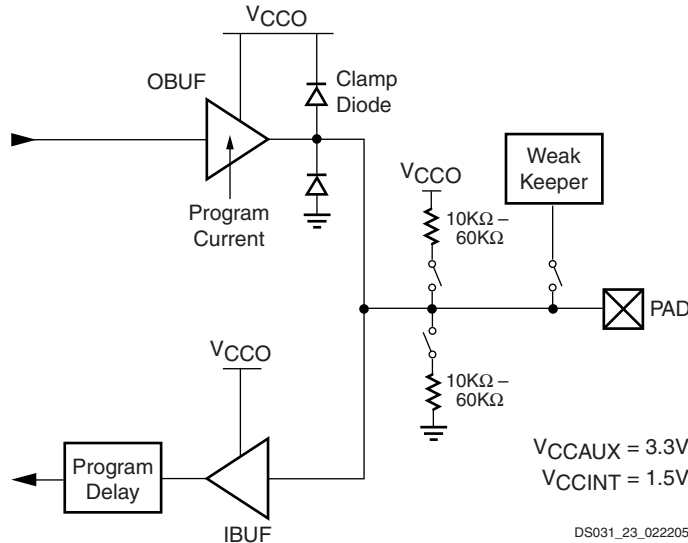 VCCO
OBUF
Clamp
Diode
Program
Current
VCCO
10KΩ –
60KΩ
Weak
Keeper
PAD
10KΩ –
60KΩ
VCCO
Program
Delay
IBUF
VCCAUX = 3.3V
VCCINT = 1.5V
DS031_23_022205